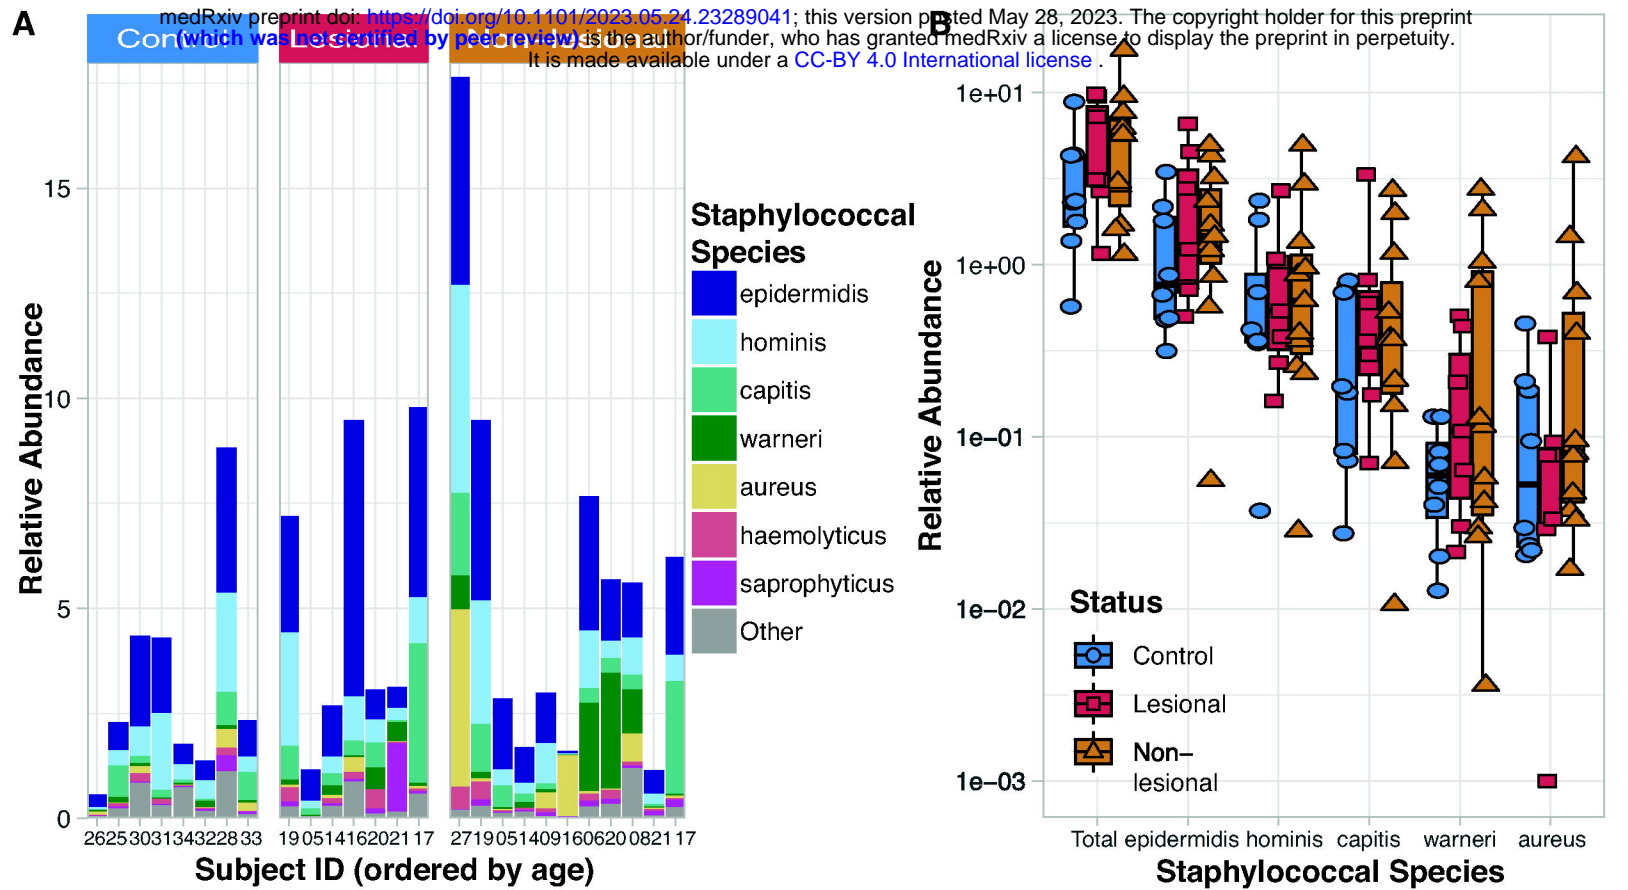 medRxiv preprint doi: https://doi.org/10.1101/2023.05.24.23289041; this version posted May 28, 2023. The copyright holder for this preprint
(which was not certified by peer review) is the author/funder, who has granted medRxiv a license to display the preprint in perpetuity.
It is made available under a CC-BY 4.0 International license .
A
Control
Lesional
Non-lesional
Relative Abundance
15
10
5
0
26 25 30 31 34 32 28 33
19 05 14 16 20 21 17
27 19 05 14 09 16 06 20 08 21 17
Subject ID (ordered by age)
Staphylococcal
Species
epidermidis
hominis
capitis
warneri
aureus
haemolyticus
saprophyticus
Other
B
Relative Abundance
1e+01
1e+00
1e-01
1e-02
1e-03
Status
Control
Lesional
Non-
lesional
Total epidermidis hominis capitis warneri aureus
Staphylococcal Species